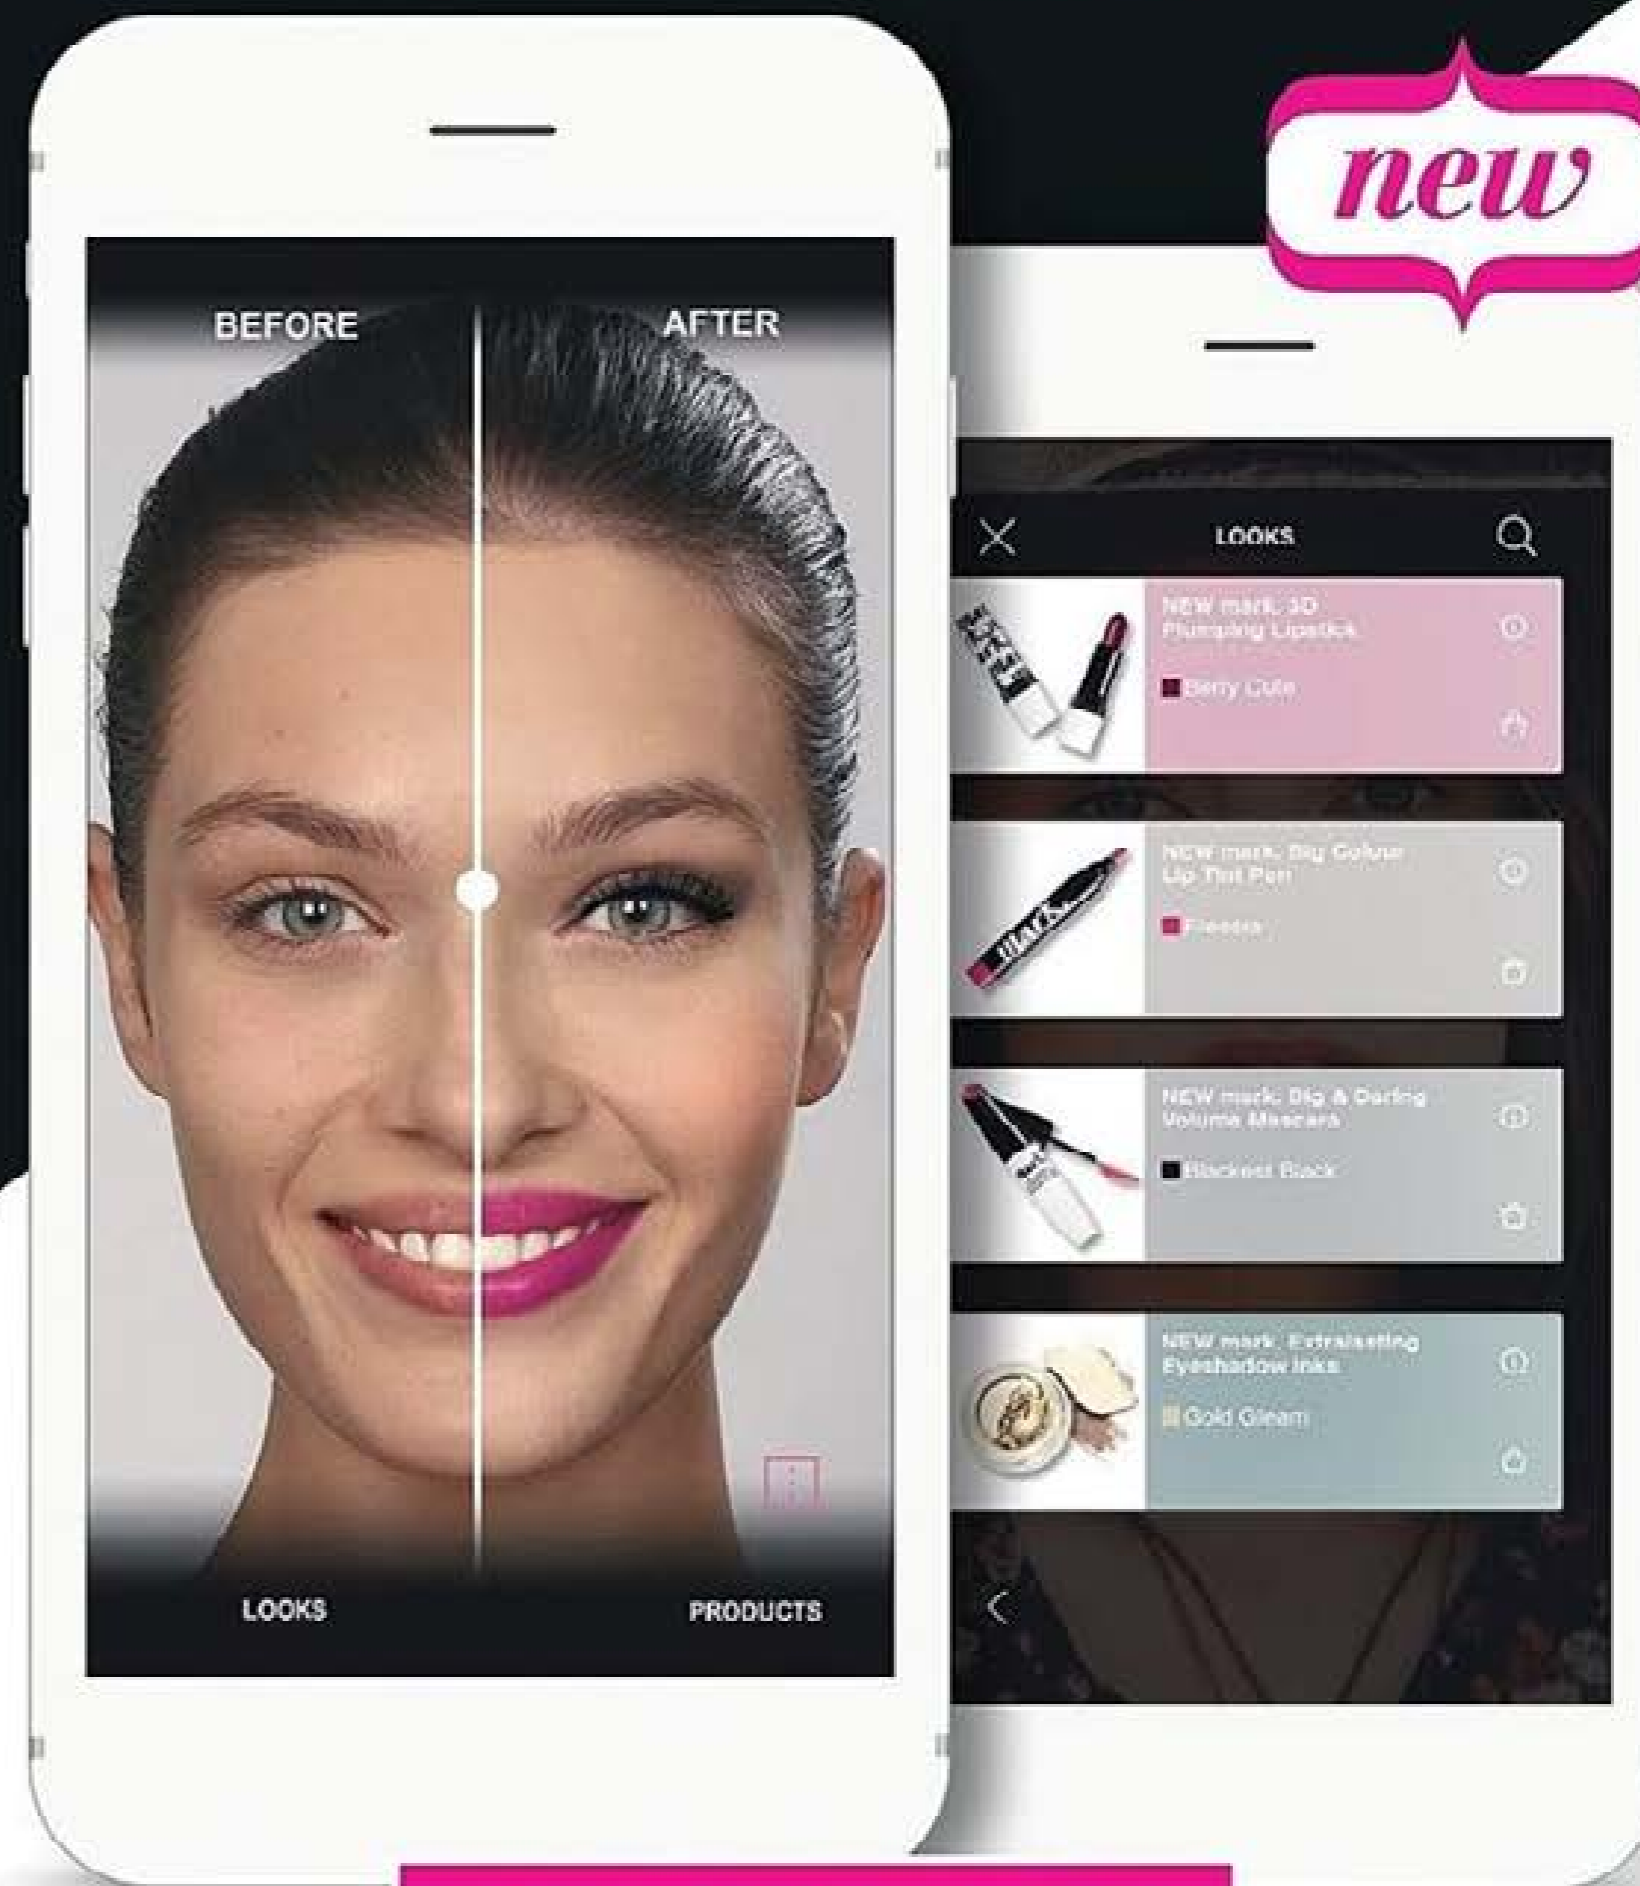 new
BEFORE
AFTER
LOOKS
PRODUCTS
LOOKS
NEW mark. 3D
Plumping Lipstick
Berry Cute
NEW mark. Big Colour
Lip Tint Pen
mark.
NEW mark. Big & Daring
Volume Mascara
Blackest Black
NEW mark. Extralasting
Eyeshadow Inks
Gold Gleam